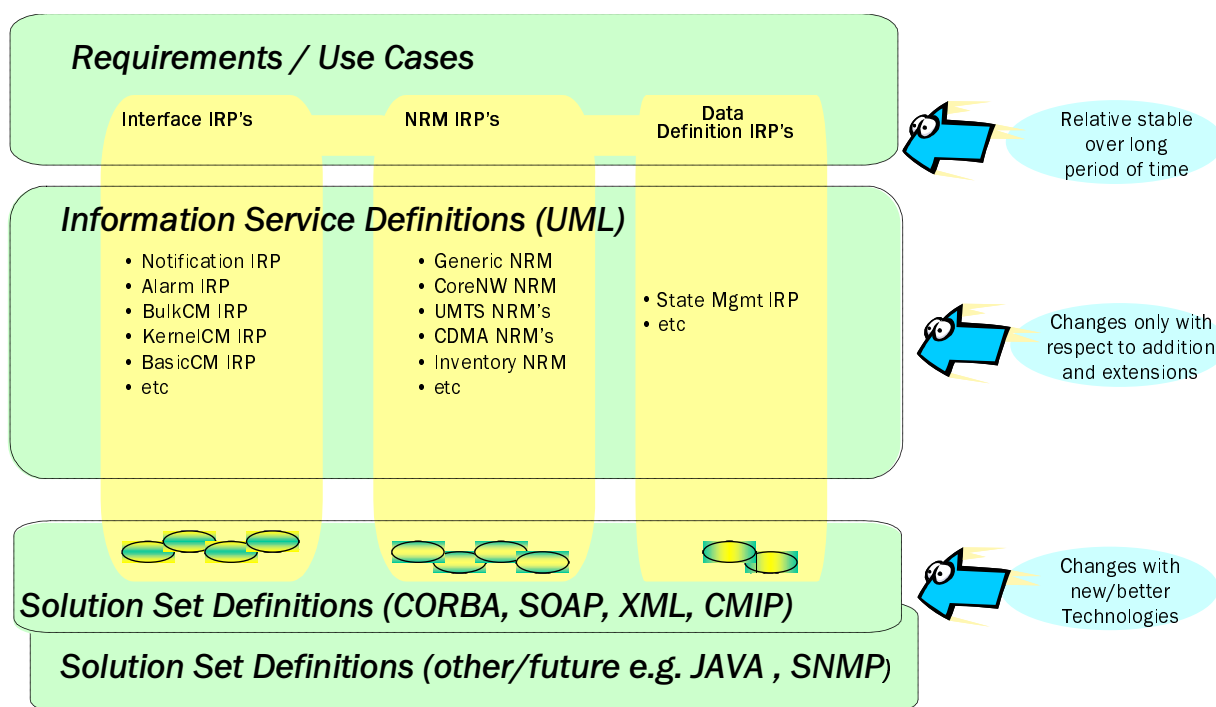 Requirements / Use Cases
Interface IRP's
NRM IRP's
Data
Definition IRP's
Relative stable
over long
period of time
Information Service Definitions (UML)
• Notification IRP
• Alarm IRP
• BulkCM IRP
• KernelCM IRP
• BasicCM IRP
• etc
• Generic NRM
• CoreNW NRM
• UMTS NRM's
• CDMA NRM's
• Inventory NRM
• etc
• State Mgmt IRP
• etc
Changes only with
respect to addition
and extensions
Solution Set Definitions (CORBA, SOAP, XML, CMIP)
Changes with
new/better
Technologies
Solution Set Definitions (other/future e.g. JAVA , SNMP)